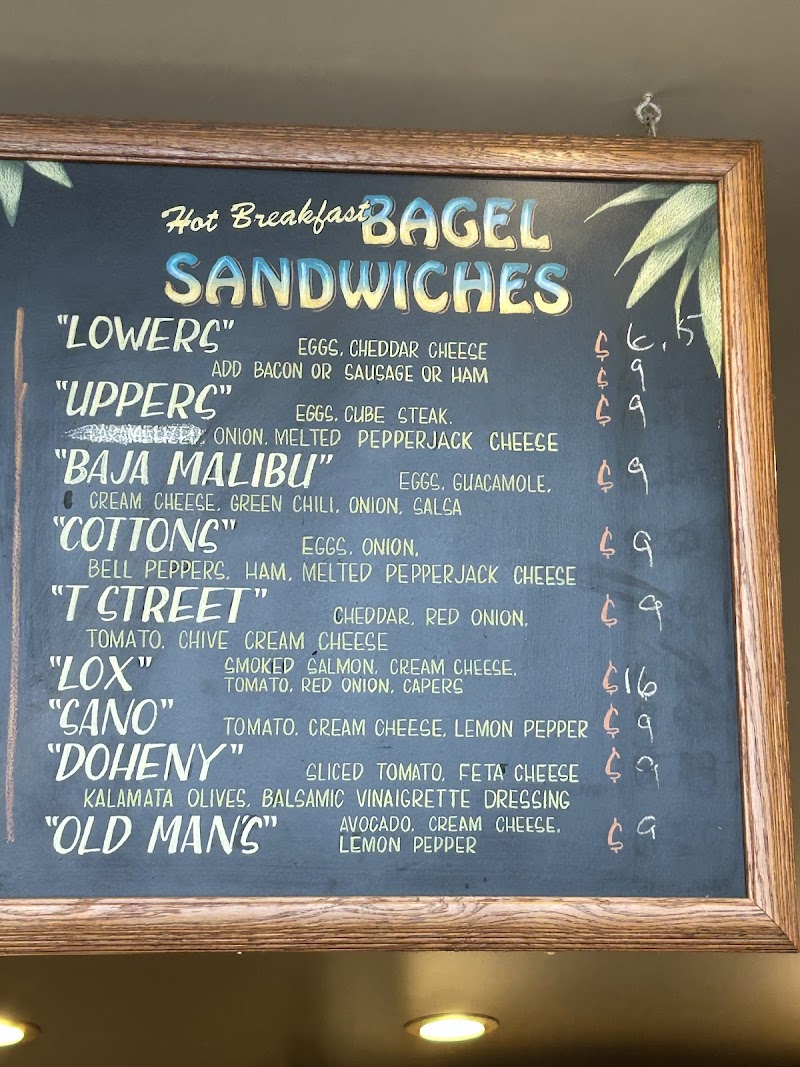 Hot Breakfast BAGEL
SANDWICHES
"LOWERS" EGGS, CHEDDAR CHEESE $ 6.5
ADD BACON OR SAUSAGE OR HAM $ 9
"UPPERS" EGGS, CUBE STEAK, $ 9
ONION, MELTED PEPPERJACK CHEESE
"BAJA MALIBU" EGGS, GUACAMOLE, $ 9
CREAM CHEESE, GREEN CHILI, ONION, SALSA
"COTTONS" EGGS, ONION, $ 9
BELL PEPPERS, HAM, MELTED PEPPERJACK CHEESE
"T STREET" CHEDDAR, RED ONION, $ 9
TOMATO, CHIVE CREAM CHEESE
"LOX" SMOKED SALMON, CREAM CHEESE, $16
TOMATO, RED ONION, CAPERS
"SANO" TOMATO, CREAM CHEESE, LEMON PEPPER $ 9
"DOHENY" SLICED TOMATO, FETA CHEESE $ 9
KALAMATA OLIVES, BALSAMIC VINAIGRETTE DRESSING
"OLD MAN'S" AVOCADO, CREAM CHEESE, $ 9
LEMON PEPPER